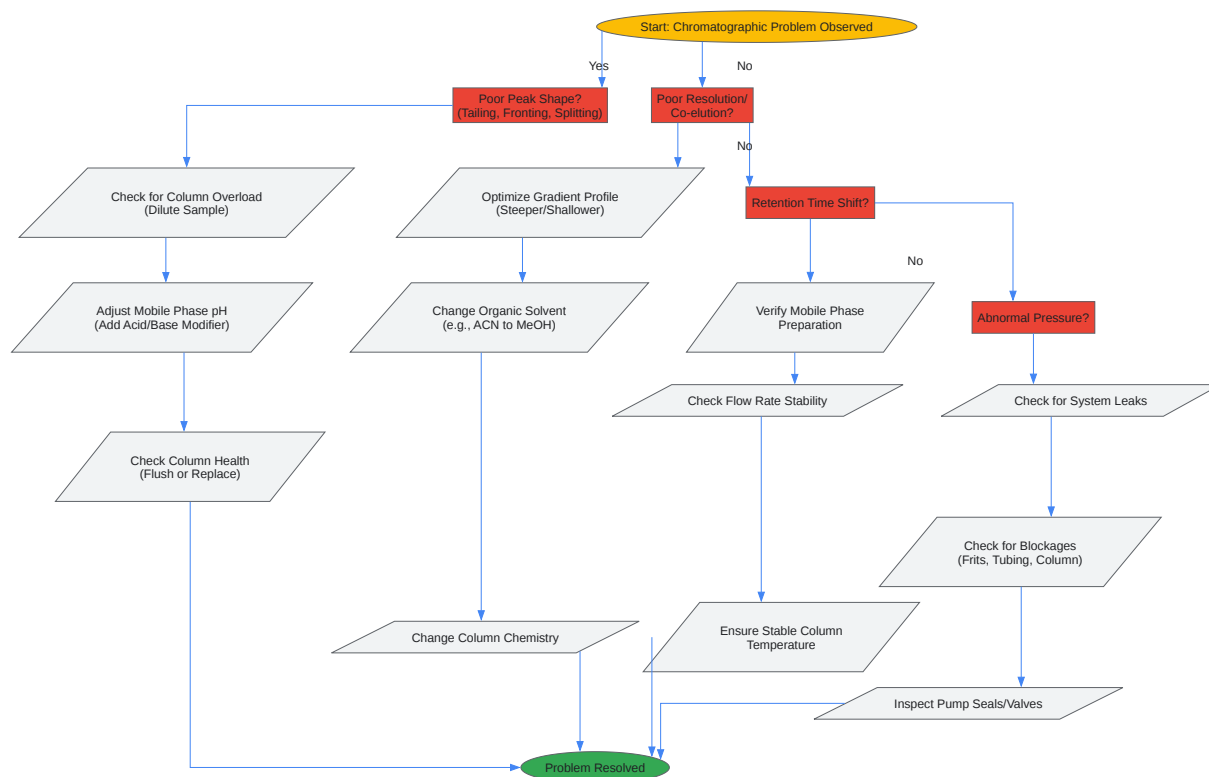 Start: Chromatographic Problem Observed
Yes
No
Poor Peak Shape?
(Tailing, Fronting, Splitting)
Poor Resolution/
Co-elution?
No
Check for Column Overload
(Dilute Sample)
Optimize Gradient Profile
(Steeper/Shallower)
Retention Time Shift?
No
Adjust Mobile Phase pH
(Add Acid/Base Modifier)
Change Organic Solvent
(e.g., ACN to MeOH)
Verify Mobile Phase
Preparation
Abnormal Pressure?
Check Flow Rate Stability
Check for System Leaks
Check Column Health
(Flush or Replace)
Check for Blockages
(Frits, Tubing, Column)
Change Column Chemistry
Ensure Stable Column
Temperature
Inspect Pump Seals/Valves
Problem Resolved